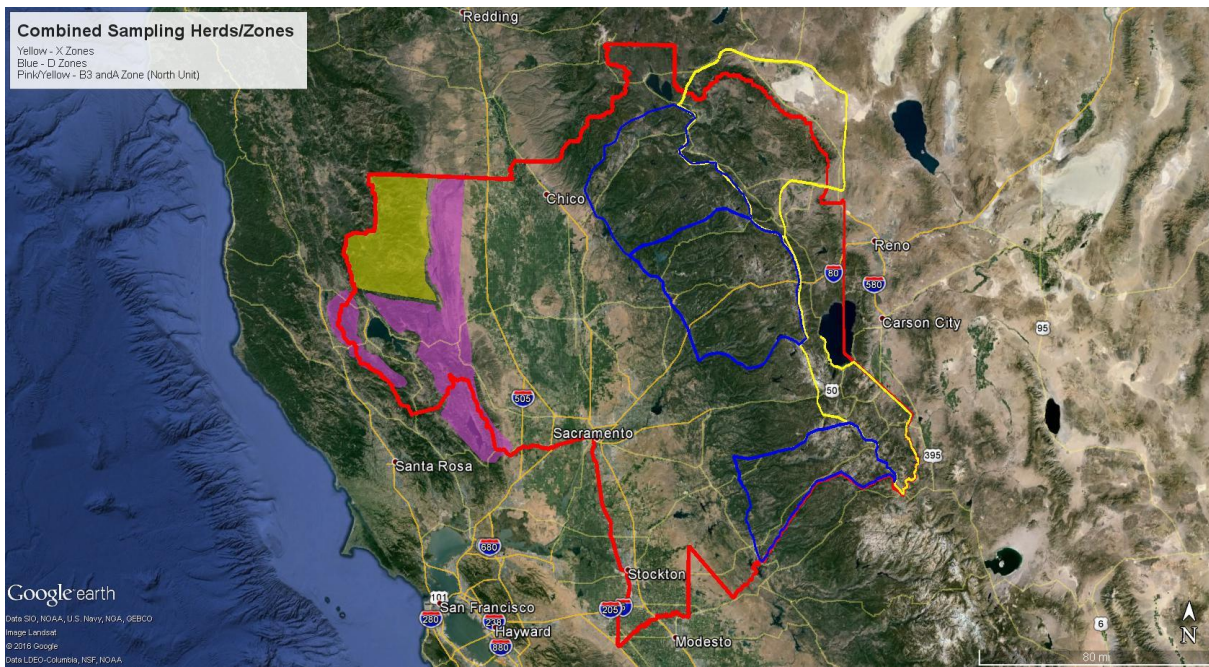 Combined Sampling Herds/Zones
Yellow - X Zones
Blue - D Zones
Pink/Yellow - B3 andA Zone (North Unit)
Redding
Chico
Reno
80
580
Carson City
95
50
505
Sacramento
395
Santa Rosa
680
Stockton
Google earth
101
San Francisco
205
5
280
238
Data SIO, NOAA, U.S. Navy, NGA, GEBCO
Hayward
6
Image Landsat
Modesto
N
© 2016 Google
880
80 mi
Data LDEO-Columbia, NSF, NOAA